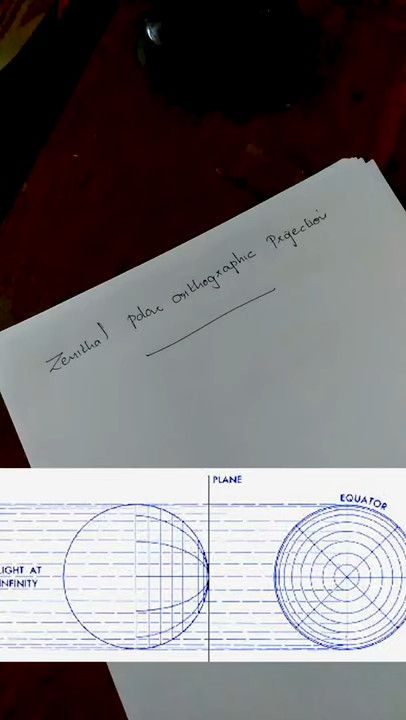 Zenithal polar orthographic Projection
PLANE
EQUATOR
LIGHT AT
INFINITY